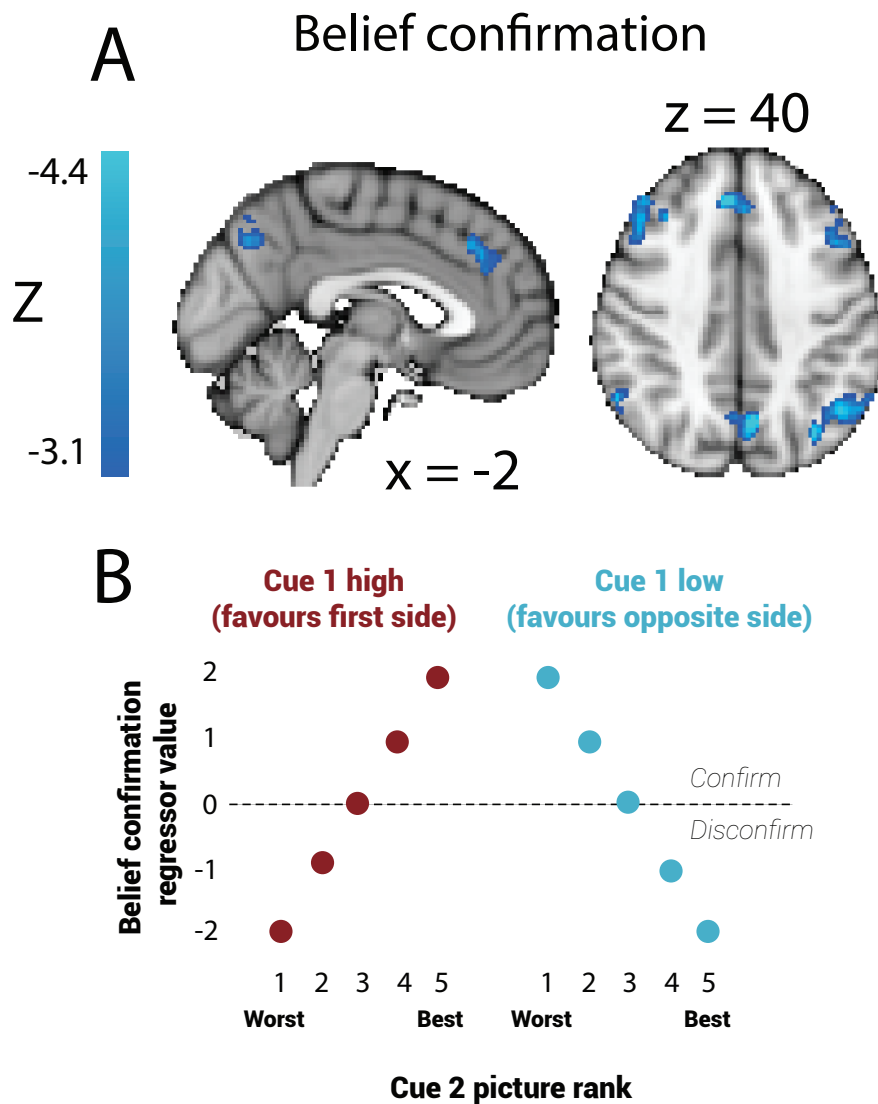 A
Belief confirmation
-4.4
Z
-3.1
x = -2
z = 40
B
Cue 1 high
(favours first side)
Cue 1 low
(favours opposite side)
Belief confirmation
regressor value
2
1
0
-1
-2
Confirm
Disconfirm
1 2 3 4 5 1 2 3 4 5
Worst Best Worst Best
Cue 2 picture rank